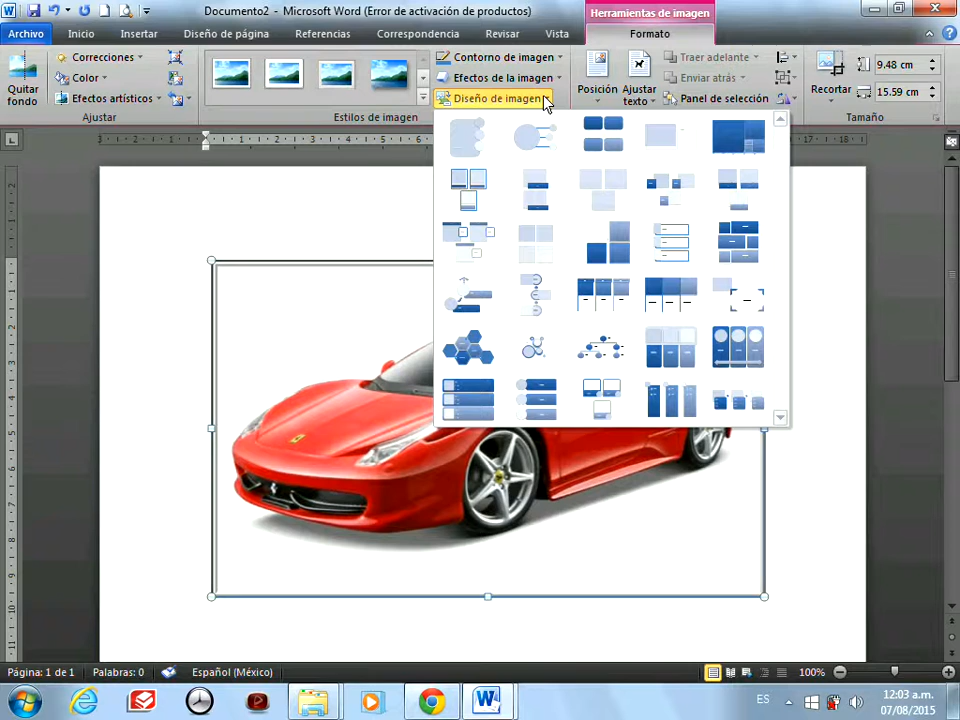 Documento2 - Microsoft Word (Error de activación de productos)
Herramientas de imagen
Archivo Inicio Insertar Diseño de página Referencias Correspondencia Revisar Vista Formato
Quitar fondo
Correcciones
Color
Efectos artísticos
Ajustar
Estilos de imagen
Contorno de imagen
Efectos de la imagen
Diseño de imagen
Posición
Ajustar texto
Traer adelante
Enviar atrás
Panel de selección
Recortar
9.48 cm
15.59 cm
Tamaño
Página: 1 de 1 Palabras: 0 Español (México) 100%
ES 12:03 a.m.
07/08/2015